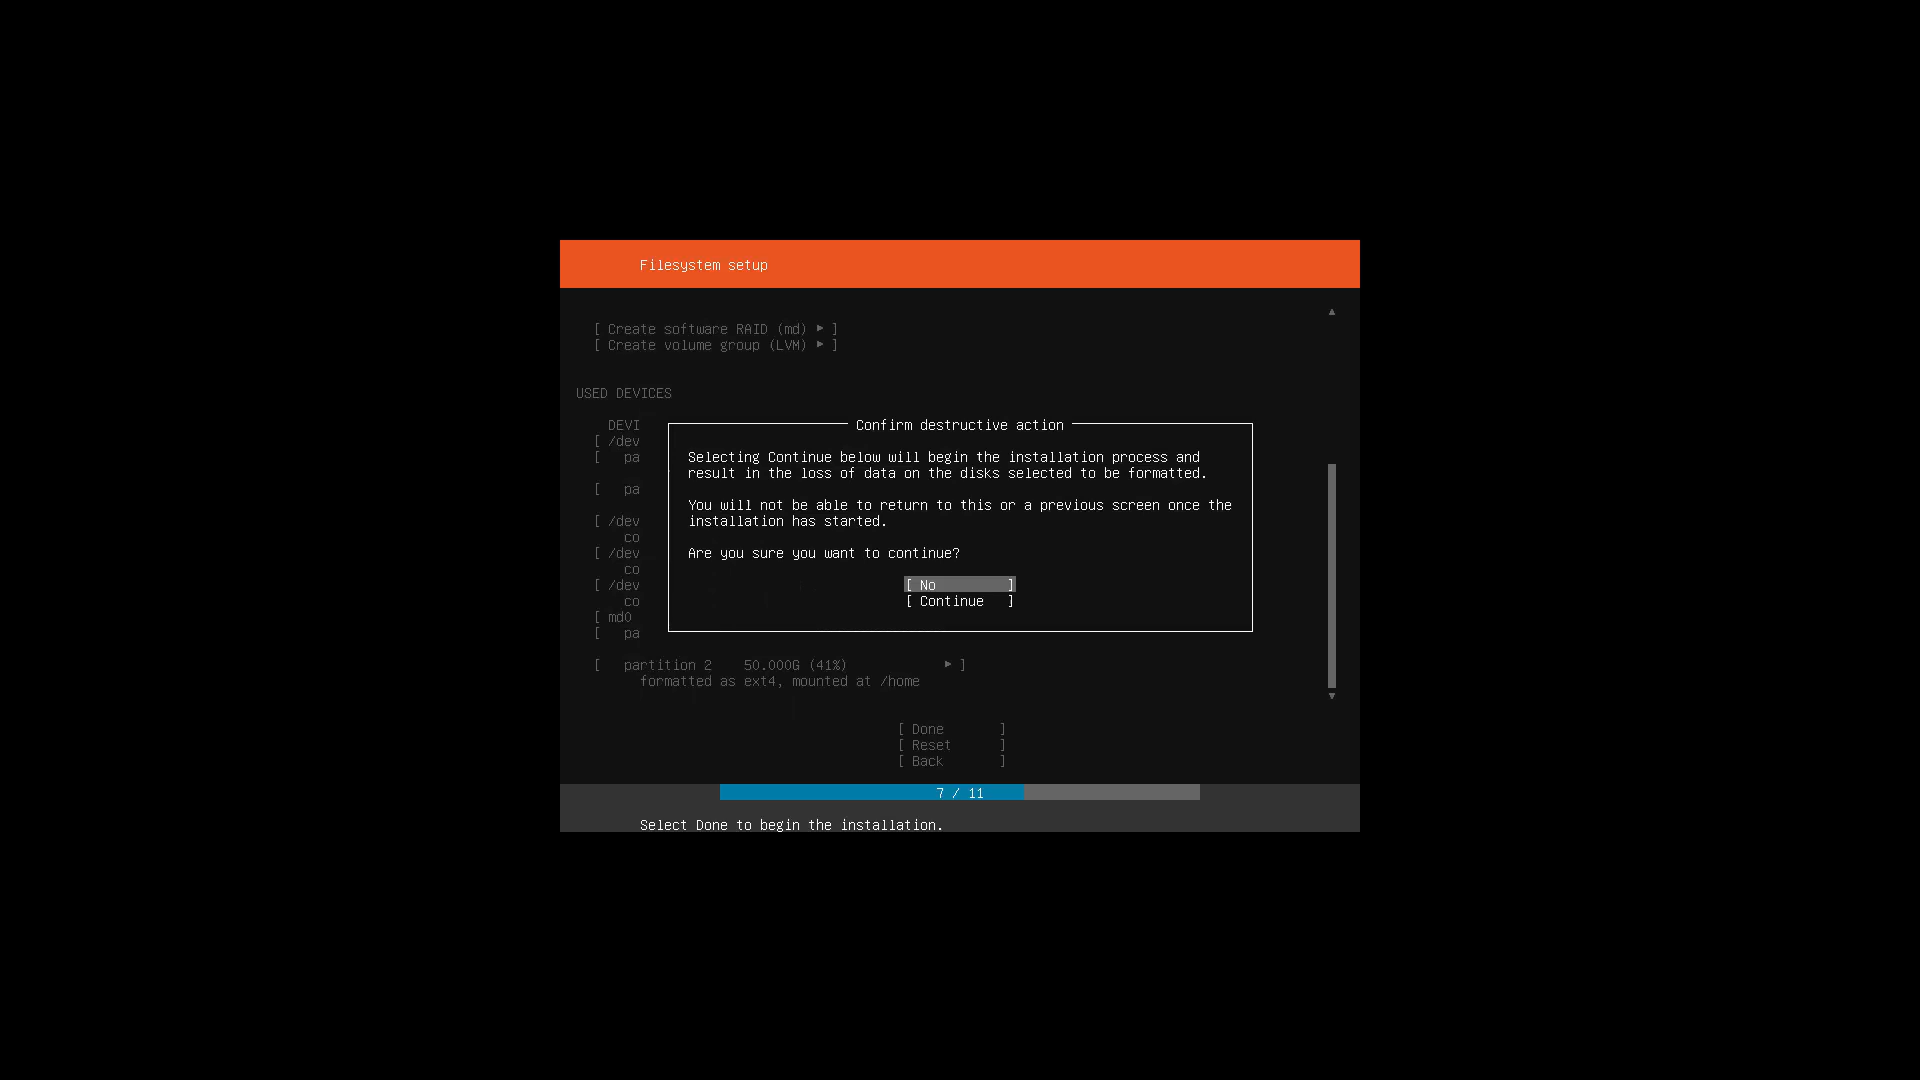 Filesystem setup
▲
[ Create software RAID (md) ▸ ]
[ Create volume group (LVM) ▸ ]
USED DEVICES
DEVI
[ /dev
[ pa
[ pa
[ /dev
co
[ /dev
co
[ /dev
co
[ md0
[ pa
Confirm destructive action
Selecting Continue below will begin the installation process and
result in the loss of data on the disks selected to be formatted.
You will not be able to return to this or a previous screen once the
installation has started.
Are you sure you want to continue?
[ No ]
[ Continue ]
[ partition 2 50.000G (41%) ▸ ]
formatted as ext4, mounted at /home
▼
[ Done ]
[ Reset ]
[ Back ]
7 / 11
Select Done to begin the installation.